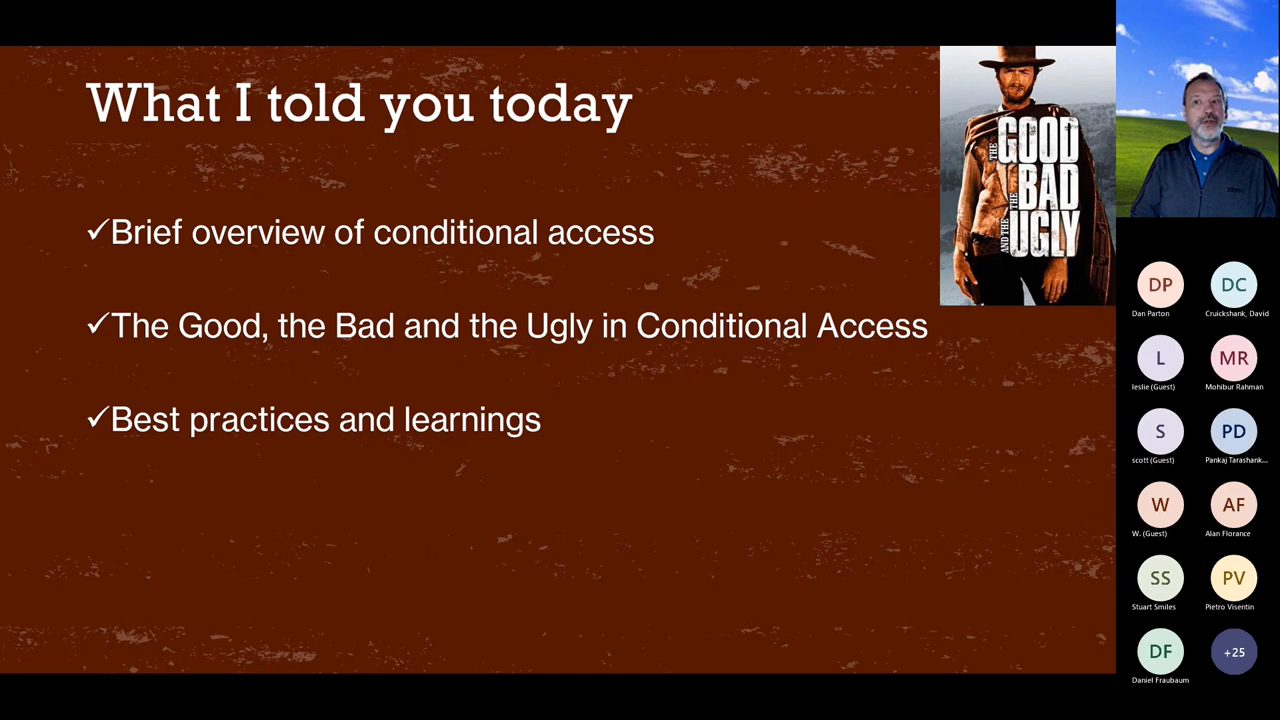 What I told you today
✓Brief overview of conditional access
✓The Good, the Bad and the Ugly in Conditional Access
✓Best practices and learnings
THE GOOD
THE BAD
AND THE UGLY
DP
DC
Dan Parton
Cruickshank, David
L
MR
leslie (Guest)
Mohibur Rahman
S
PD
scott (Guest)
Pankaj Tarashank...
W
AF
W. (Guest)
Alan Florance
SS
PV
Stuart Smiles
Pietro Visentin
DF
+25
Daniel Fraubaum